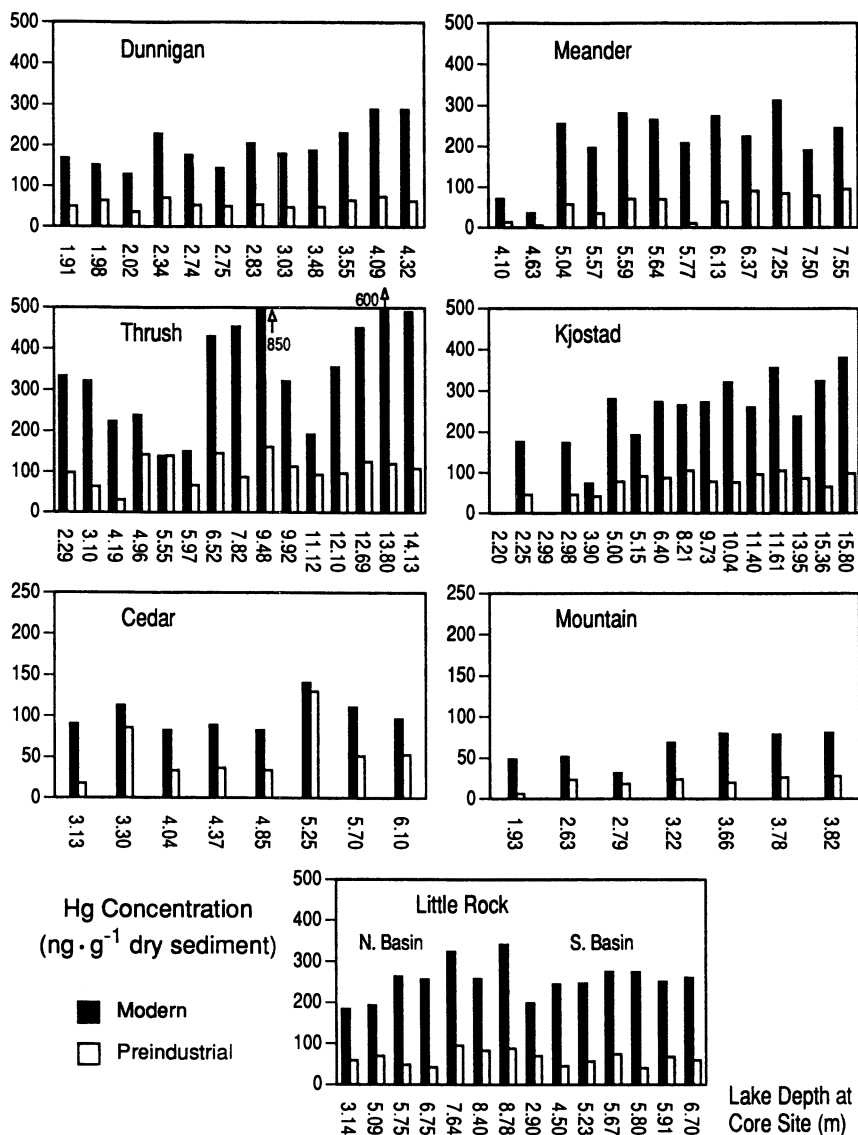 Dunnigan
500
400
300
200
100
0
1.91 1.98 2.02 2.34 2.74 2.75 2.83 3.03 3.48 3.55 4.09 4.32
Meander
500
400
300
200
100
0
4.10 4.63 5.04 5.57 5.59 5.64 5.77 6.13 6.37 7.25 7.50 7.55
Thrush
500
400
300
200
100
0
850
600
2.29 3.10 4.19 4.96 5.55 5.97 6.52 7.82 9.48 9.92 11.12 12.10 12.69 13.80 14.13
Kjostad
500
400
300
200
100
0
2.20 2.25 2.99 2.98 3.90 5.00 5.15 6.40 8.21 9.73 10.04 11.40 11.61 13.95 15.36 15.80
Cedar
250
200
150
100
50
0
3.13 3.30 4.04 4.37 4.85 5.25 5.70 6.10
Mountain
250
200
150
100
50
0
1.93 2.63 2.79 3.22 3.66 3.78 3.82
Hg Concentration
(ng·g⁻¹ dry sediment)
Modern
Preindustrial
Little Rock
N. Basin S. Basin
500
400
300
200
100
0
3.14 5.09 5.75 6.75 7.64 8.40 8.78 2.90 4.50 5.23 5.67 5.80 5.91 6.70
Lake Depth at
Core Site (m)